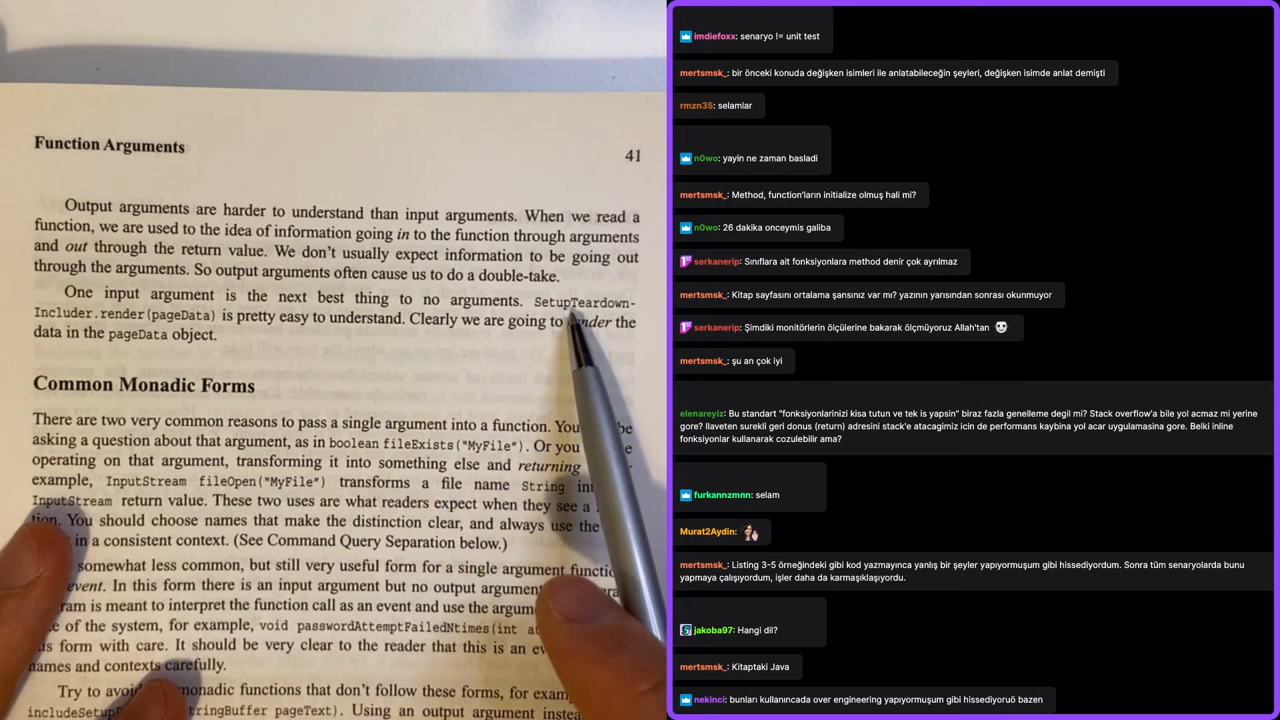 Function Arguments
41
Output arguments are harder to understand than input arguments. When we read a
function, we are used to the idea of information going in to the function through arguments
and out through the return value. We don't usually expect information to be going out
through the arguments. So output arguments often cause us to do a double-take.
One input argument is the next best thing to no arguments. SetupTeardown-
Includer.render(pageData) is pretty easy to understand. Clearly we are going to render the
data in the pageData object.
Common Monadic Forms
There are two very common reasons to pass a single argument into a function. You be
asking a question about that argument, as in boolean fileExists("MyFile"). Or you
operating on that argument, transforming it into something else and returning
example, InputStream fileOpen("MyFile") transforms a file name String
InputStream return value. These two uses are what readers expect when they see a
You should choose names that make the distinction clear, and always use the
in a consistent context. (See Command Query Separation below.)
somewhat less common, but still very useful form for a single argument
event. In this form there is an input argument but no output
is meant to interpret the function call as an event and use the
of the system, for example, void passwordAttemptFailedNtimes(int
form with care. It should be very clear to the reader that this is an
names and contexts carefully.
Try to monadic functions that don't follow these forms, for
pageText). Using an output argument
imdiefoxx: senaryo != unit test
mertsmsk_: bir önceki konuda değişken isimleri ile anlatabileceğin şeyleri, değişken isimde anlat demişti
rmzn35: selamlar
n0wo: yayin ne zaman basladi
mertsmsk_: Method, function'ların initialize olmuş hali mi?
n0wo: 26 dakika onceymis galiba
serkanerip: Sınıflara ait fonksiyonlara method denir çok ayrılmaz
mertsmsk_: Kitap sayfasını ortalama şansınız var mı? yazının yarısından sonrası okunmuyor
serkanerip: Şimdiki monitörlerin ölçülerine bakarak ölçmüyoruz Allah'tan
mertsmsk_: şu an çok iyi
elenareyiz: Bu standart "fonksiyonlarinizi kisa tutun ve tek is yapsin" biraz fazla genelleme degil mi? Stack overflow'a bile yol acmaz mi yerine
gore? Ilaveten surekli geri donus (return) adresini stack'e atacagimiz icin de performans kaybina yol acar uygulamasina gore. Belki inline
fonksiyonlar kullanarak cozulebilir ama?
furkannzmnn: selam
Murat2Aydin:
mertsmsk_: Listing 3-5 örneğindeki gibi kod yazmayınca yanlış bir şeyler yapıyormuşum gibi hissediyordum. Sonra tüm senaryolarda bunu
yapmaya çalışıyordum, işler daha da karmaşıklaşıyordu.
jakoba97: Hangi dil?
mertsmsk_: Kitaptaki Java
nekinci: bunları kullanıncada over engineering yapıyormuşum gibi hissediyoruö bazen